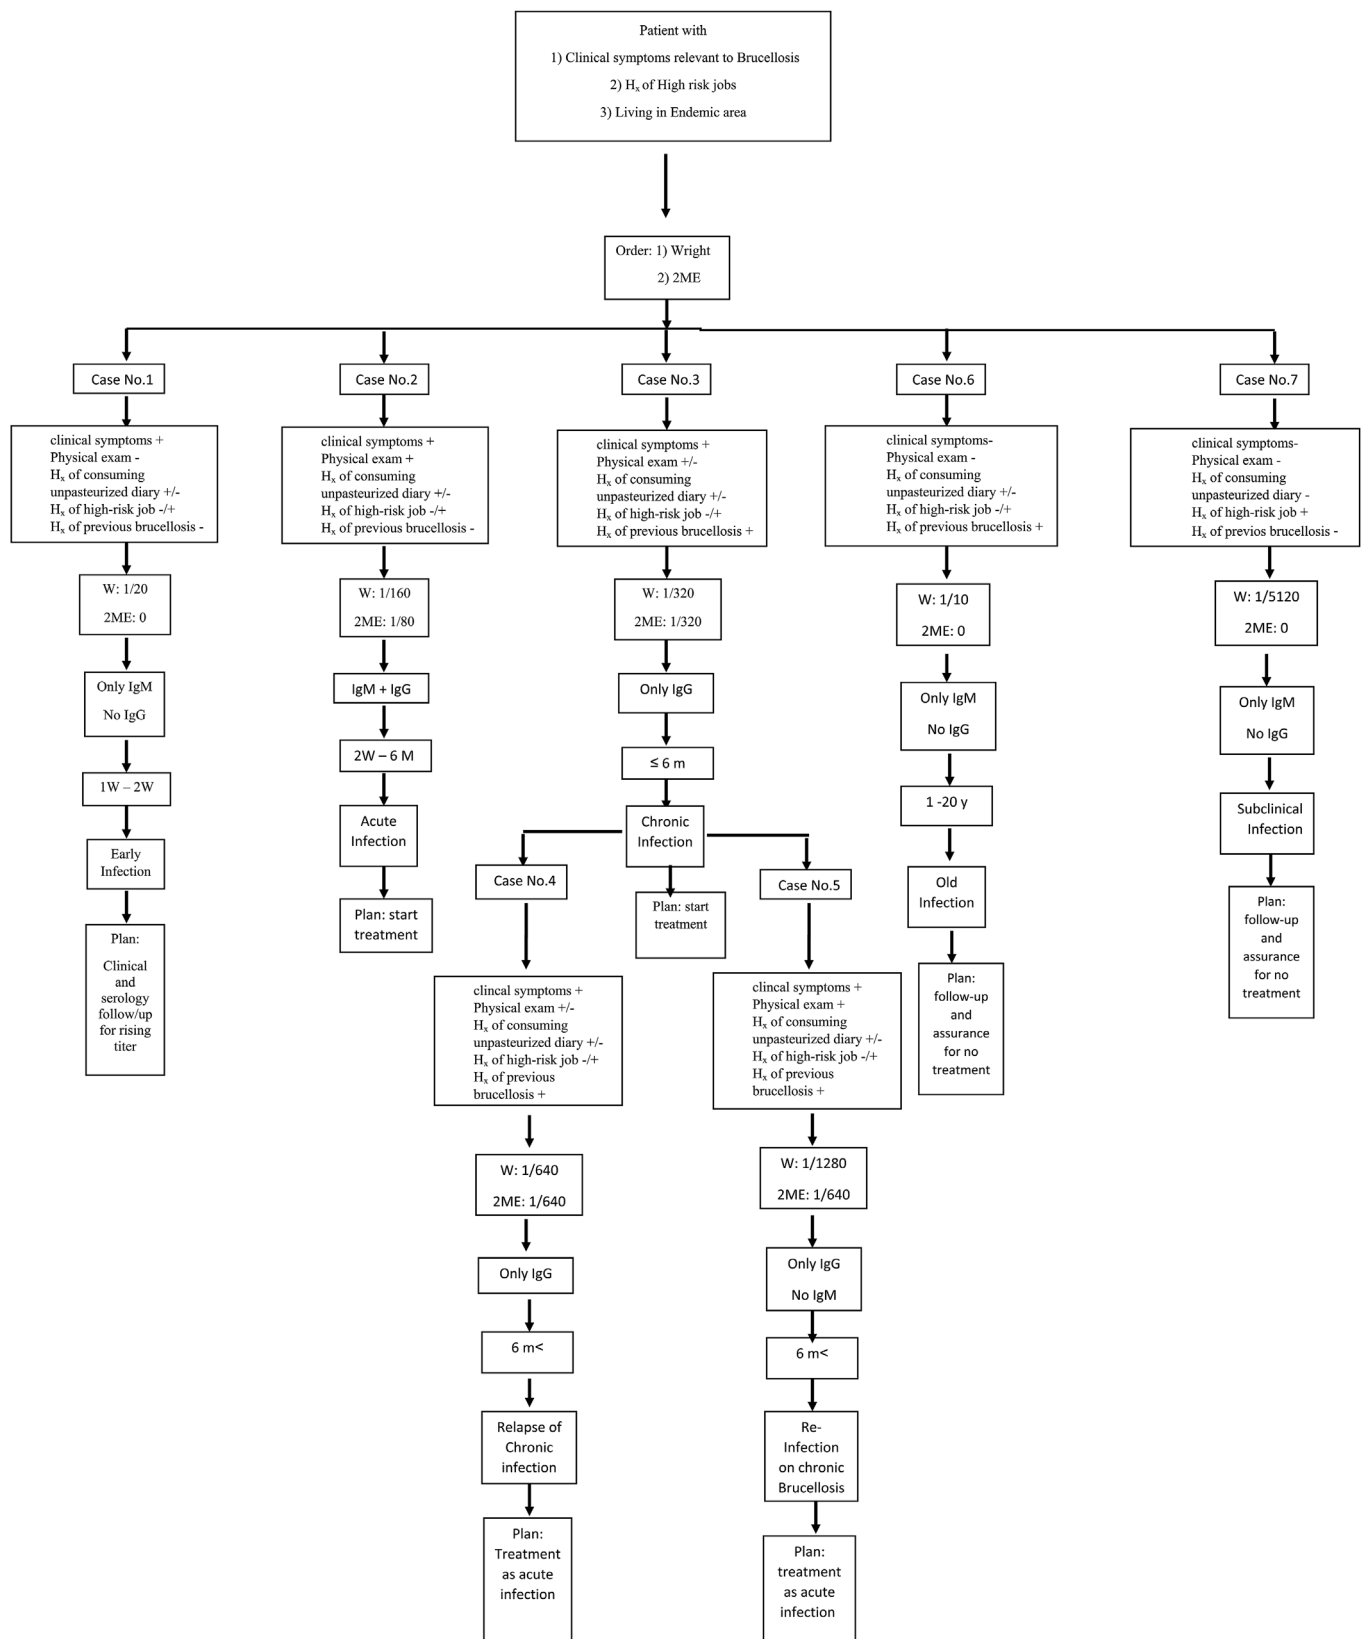 Patient with
1) Clinical symptoms relevant to Brucellosis
2) Hx of High risk jobs
3) Living in Endemic area
Order: 1) Wright
2) 2ME
Case No.1
clinical symptoms +
Physical exam -
Hx of consuming
unpasteurized diary +/-
Hx of high-risk job -/+
Hx of previous brucellosis -
W: 1/20
2ME: 0
Only IgM
No IgG
1W – 2W
Early
Infection
Plan:
Clinical
and
serology
follow/up
for rising
titer
Case No.2
clinical symptoms +
Physical exam +
Hx of consuming
unpasteurized diary +/-
Hx of high-risk job -/+
Hx of previous brucellosis -
W: 1/160
2ME: 1/80
IgM + IgG
2W – 6 M
Acute
Infection
Plan: start
treatment
Case No.3
clinical symptoms +
Physical exam +/-
Hx of consuming
unpasteurized diary +/-
Hx of high-risk job -/+
Hx of previous brucellosis +
W: 1/320
2ME: 1/320
Only IgG
≤ 6 m
Chronic
Infection
Plan: start
treatment
Case No.4
clincal symptoms +
Physical exam +/-
Hx of consuming
unpasteurized diary +/-
Hx of high-risk job -/+
Hx of previous
brucellosis +
W: 1/640
2ME: 1/640
Only IgG
6 m<
Relapse of
Chronic
infection
Plan:
Treatment
as acute
infection
Case No.5
clincal symptoms +
Physical exam +
Hx of consuming
unpasteurized diary +/-
Hx of high-risk job -/+
Hx of previous
brucellosis +
W: 1/1280
2ME: 1/640
Only IgG
No IgM
6 m<
Re-
Infection
on chronic
Brucellosis
Plan:
treatment
as acute
infection
Case No.6
clinical symptoms-
Physical exam -
Hx of consuming
unpasteurized diary +/-
Hx of high-risk job -/+
Hx of previous brucellosis +
W: 1/10
2ME: 0
Only IgM
No IgG
1 -20 y
Old
Infection
Plan:
follow-up
and
assurance
for no
treatment
Case No.7
clinical symptoms-
Physical exam -
Hx of consuming
unpasteurized diary -
Hx of high-risk job +
Hx of previos brucellosis -
W: 1/5120
2ME: 0
Only IgM
No IgG
Subclinical
Infection
Plan:
follow-up
and
assurance
for no
treatment